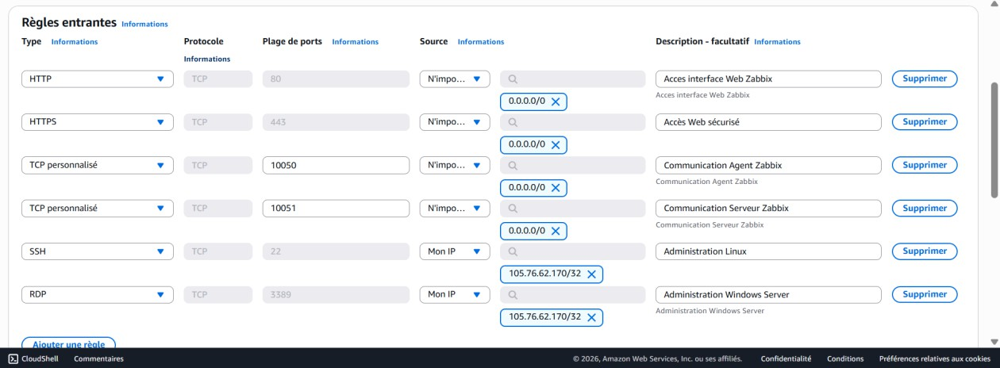 Règles entrantes Informations
Type Informations Protocole Plage de ports Informations Source Informations Description - facultatif Informations
Informations
HTTP TCP 80 N'impo... Acces interface Web Zabbix Supprimer
0.0.0.0/0 Acces interface Web Zabbix
HTTPS TCP 443 N'impo... Accès Web sécurisé Supprimer
0.0.0.0/0
TCP personnalisé TCP 10050 N'impo... Communication Agent Zabbix Supprimer
0.0.0.0/0 Communication Agent Zabbix
TCP personnalisé TCP 10051 N'impo... Communication Serveur Zabbix Supprimer
0.0.0.0/0 Communication Serveur Zabbix
SSH TCP 22 Mon IP Administration Linux Supprimer
105.76.62.170/32
RDP TCP 3389 Mon IP Administration Windows Server Supprimer
105.76.62.170/32 Administration Windows Server
Ajouter une règle
CloudShell Commentaires © 2026, Amazon Web Services, Inc. ou ses affiliés. Confidentialité Conditions Préférences relatives aux cookies